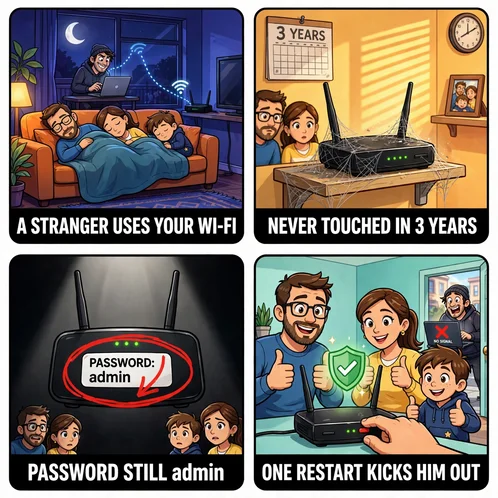 A STRANGER USES YOUR WI-FI
3 YEARS
NEVER TOUCHED IN 3 YEARS
PASSWORD:
admin
PASSWORD STILL admin
NO SIGNAL
ONE RESTART KICKS HIM OUT